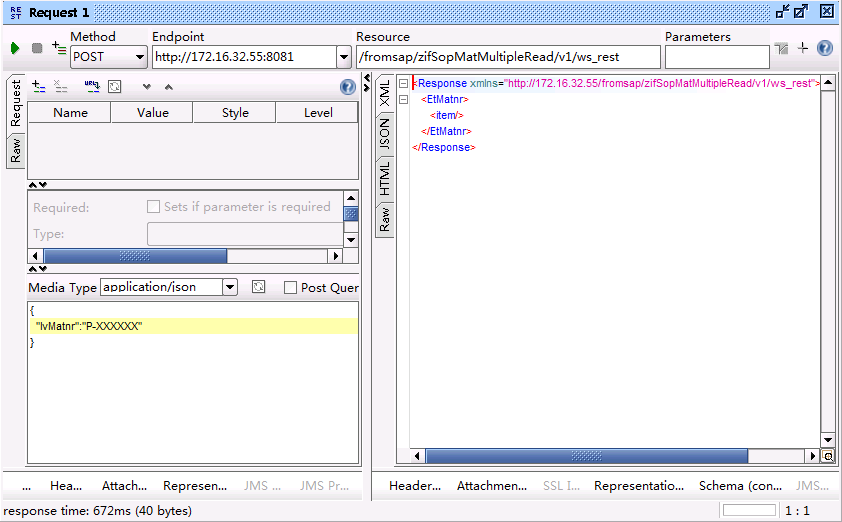 RE
ST
Request 1
Method
Endpoint
Resource
Parameters
POST
http://172.16.32.55:8081
/fromsap/zifSopMatMultipleRead/v1/ws_rest
Request
Raw
URL
Name Value Style Level
Required: Sets if parameter is required
Type:
Media Type application/json Post Quer
{
"IvMatnr":"P-XXXXXX"
}
... Hea... Attach... Represen... JMS ... JMS Pr...
XML
JSON
HTML
Raw
<Response xmlns="http://172.16.32.55/fromsap/zifSopMatMultipleRead/v1/ws_rest">
<EtMatnr>
<item/>
</EtMatnr>
</Response>
Header... Attachmen... SSL I... Representatio... Schema (con... JMS...
response time: 672ms (40 bytes)
1 : 1